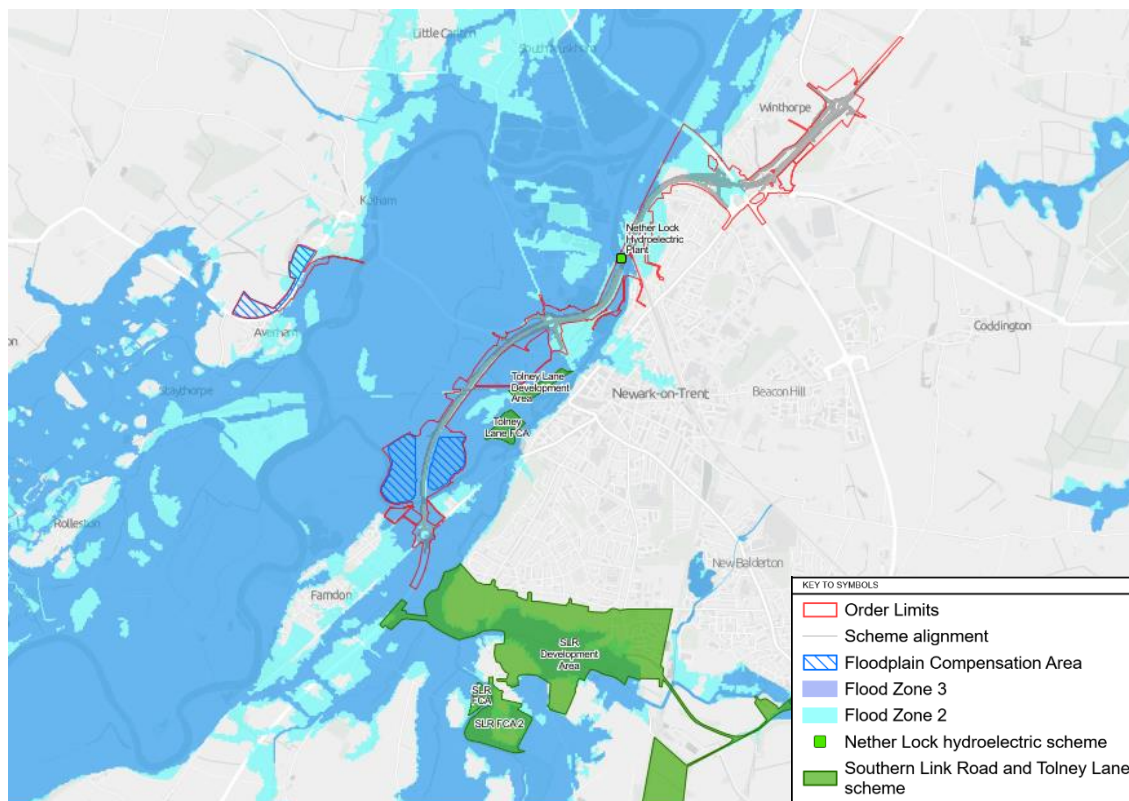 Little Carlton
South Muskham
Winthorpe
Kelham
Nether Lock
Hydroelectric
Plant
Averham
Coddington
Staythorpe
Tolney Lane
Development
Area
Newark-on-Trent
Beacon Hill
Tolney
Lane FCA
on
Rolleston
New Balderton
Farndon
SLR
Development
Area
SLR
FCA
SLR FCA 2
KEY TO SYMBOLS
Order Limits
Scheme alignment
Floodplain Compensation Area
Flood Zone 3
Flood Zone 2
Nether Lock hydroelectric scheme
Southern Link Road and Tolney Lane
scheme